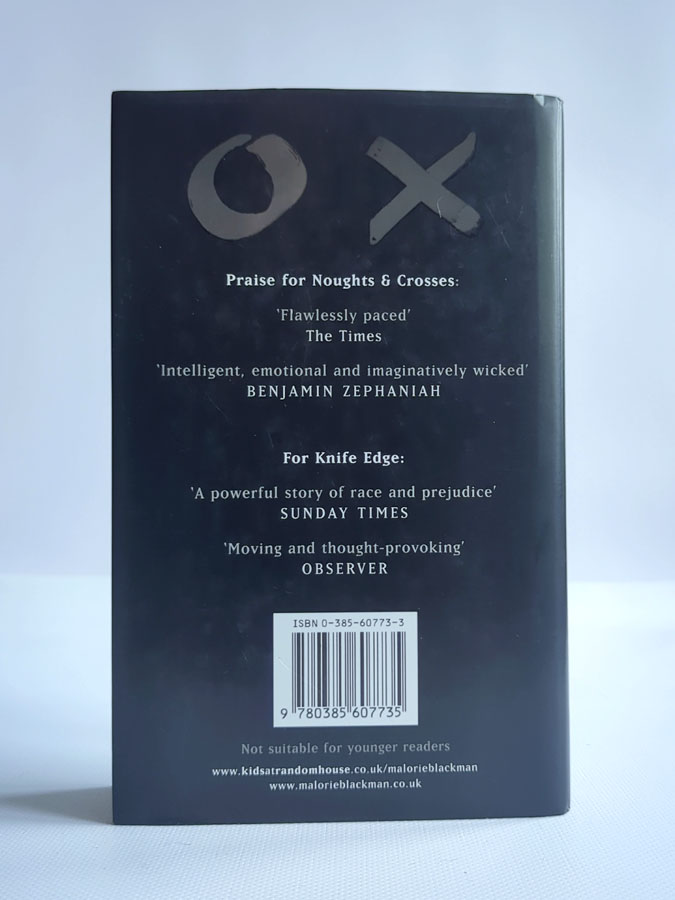 O X
Praise for Noughts & Crosses:
‘Flawlessly paced’
The Times
‘Intelligent, emotional and imaginatively wicked’
BENJAMIN ZEPHANIAH
For Knife Edge:
‘A powerful story of race and prejudice’
SUNDAY TIMES
‘Moving and thought-provoking’
OBSERVER
ISBN 0-385-60773-3
9 780385 607735
Not suitable for younger readers
www.kidsatrandomhouse.co.uk/malorieblackman
www.malorieblackman.co.uk